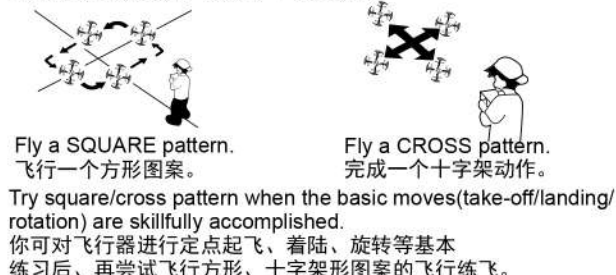 Fly a SQUARE pattern.
飞行一个方形图案。
Fly a CROSS pattern.
完成一个十字架动作。
Try square/cross pattern when the basic moves(take-off/landing/
rotation) are skillfully accomplished.
你可对飞行器进行定点起飞、着陆、旋转等基本
练习后、再尝试飞行方形、十字架形图案的飞行练飞。